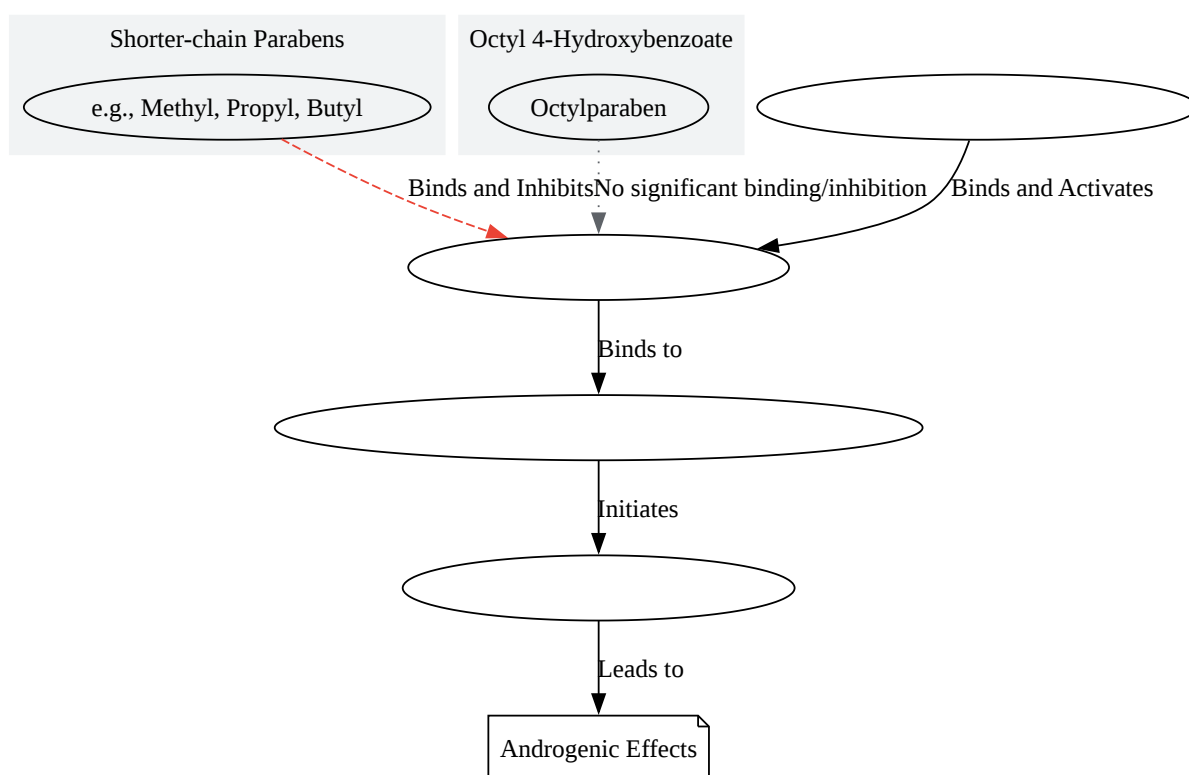 Shorter-chain Parabens
Octyl 4-Hydroxybenzoate
e.g., Methyl, Propyl, Butyl
Octylparaben
Binds and Inhibits
No significant binding/inhibition
Binds and Activates
Binds to
Initiates
Leads to
Androgenic Effects